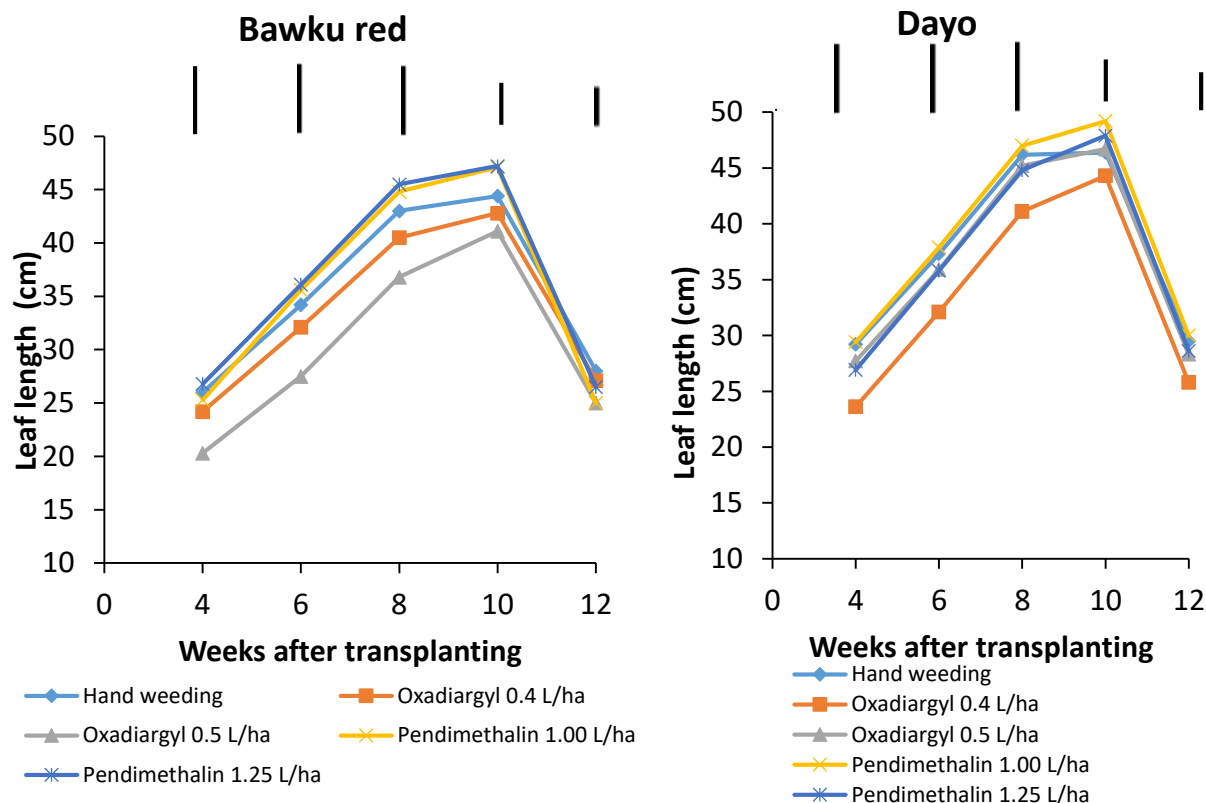 Bawku red
50
45
40
35
30
25
20
15
10
Leaf length (cm)
0 4 6 8 10 12
Weeks after transplanting
Hand weeding
Oxadiargyl 0.4 L/ha
Oxadiargyl 0.5 L/ha
Pendimethalin 1.00 L/ha
Pendimethalin 1.25 L/ha
Dayo
50
45
40
35
30
25
20
15
10
Leaf length (cm)
0 4 6 8 10 12
Weeks after transplanting
Hand weeding
Oxadiargyl 0.4 L/ha
Oxadiargyl 0.5 L/ha
Pendimethalin 1.00 L/ha
Pendimethalin 1.25 L/ha